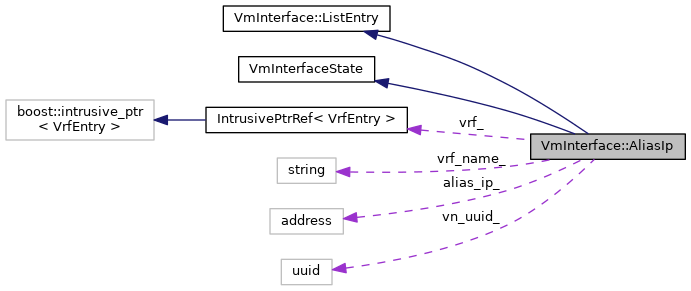 VmInterface::ListEntry
VmInterfaceState
boost::intrusive_ptr
< VrfEntry >
IntrusivePtrRef< VrfEntry >
vrf_
VmInterface::AliasIp
vrf_name_
string
alias_ip_
address
vn_uuid_
uuid